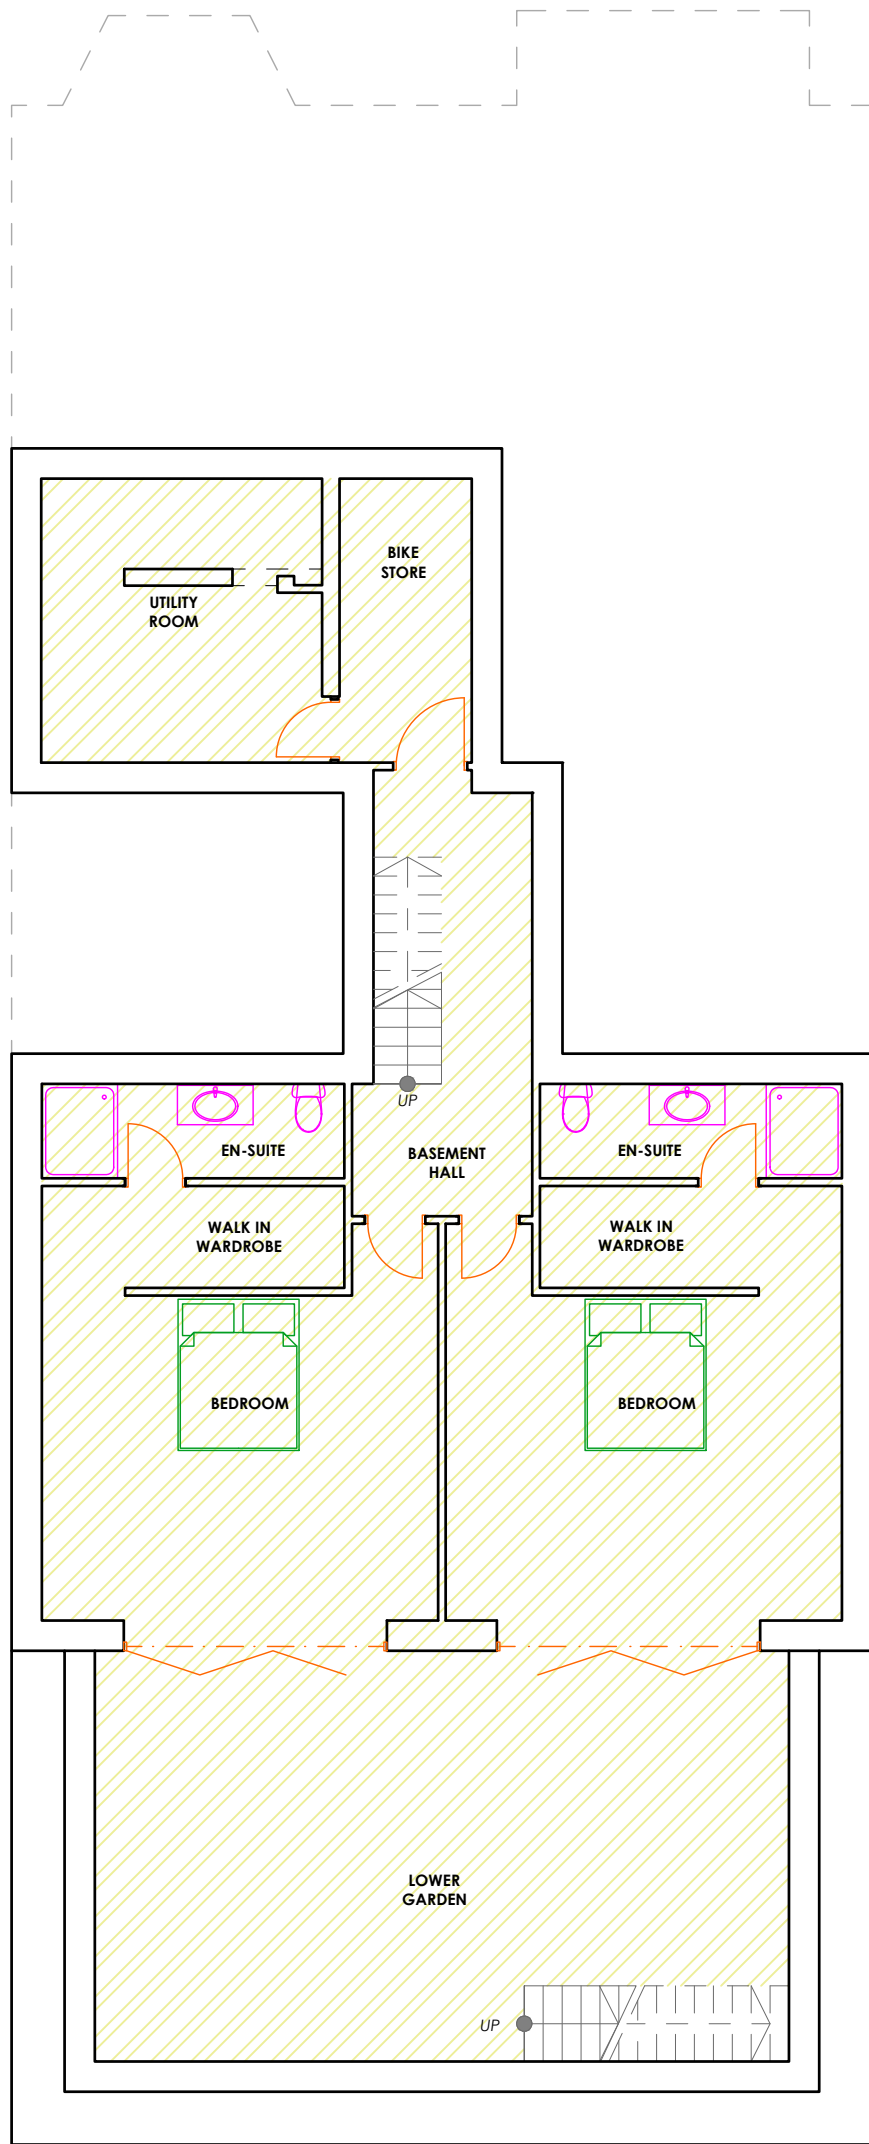 BIKE
STORE
UTILITY
ROOM
UP
EN-SUITE
BASEMENT
HALL
EN-SUITE
WALK IN
WARDROBE
WALK IN
WARDROBE
BEDROOM
BEDROOM
LOWER
GARDEN
UP